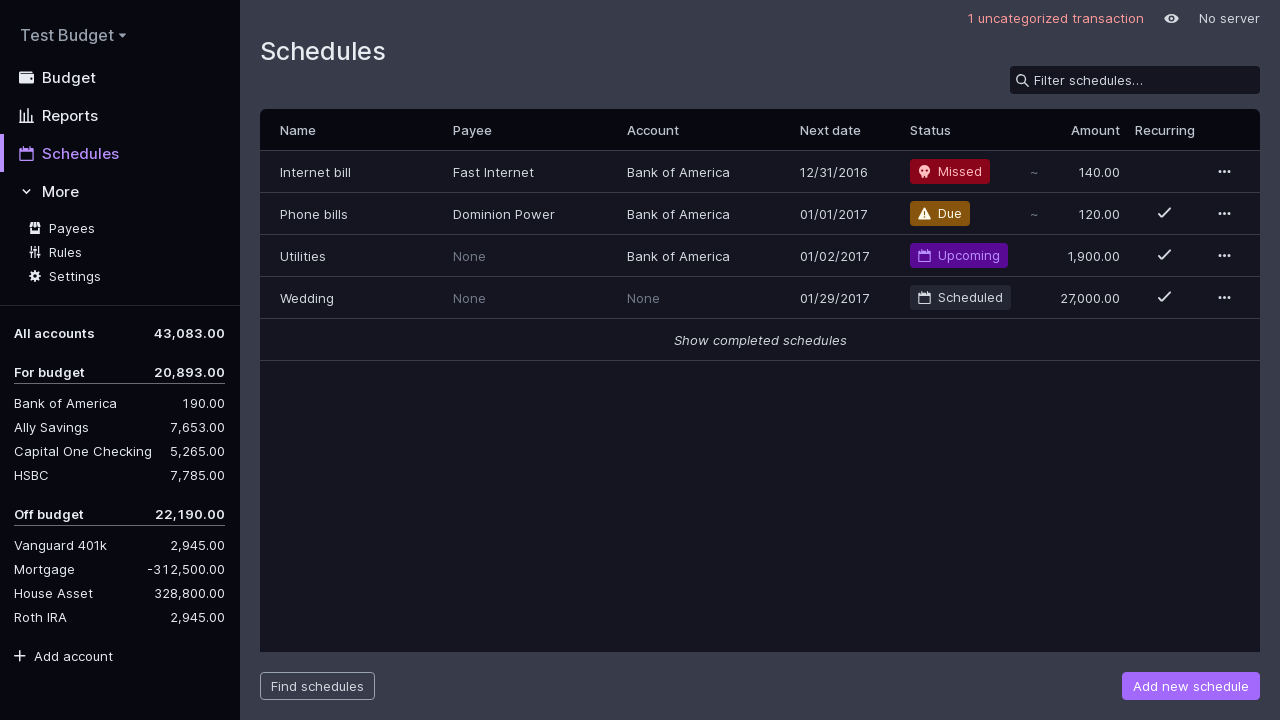 Test Budget
Budget
Reports
Schedules
More
Payees
Rules
Settings
All accounts 43,083.00
For budget 20,893.00
Bank of America 190.00
Ally Savings 7,653.00
Capital One Checking 5,265.00
HSBC 7,785.00
Off budget 22,190.00
Vanguard 401k 2,945.00
Mortgage -312,500.00
House Asset 328,800.00
Roth IRA 2,945.00
Add account
1 uncategorized transaction No server
Schedules
Filter schedules...
Name Payee Account Next date Status Amount Recurring
Internet bill Fast Internet Bank of America 12/31/2016 Missed ~ 140.00
Phone bills Dominion Power Bank of America 01/01/2017 Due ~ 120.00
Utilities None Bank of America 01/02/2017 Upcoming 1,900.00
Wedding None None 01/29/2017 Scheduled 27,000.00
Show completed schedules
Find schedules Add new schedule